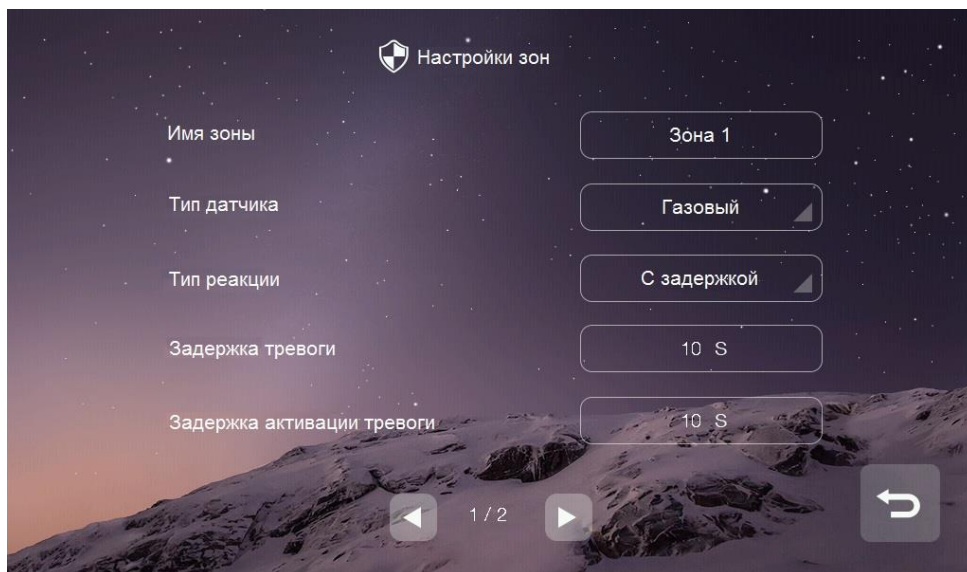 Настройки зон
Имя зоны
Зона 1
Тип датчика
Газовый
Тип реакции
С задержкой
Задержка тревоги
10 S
Задержка активации тревоги
10 S
1 / 2